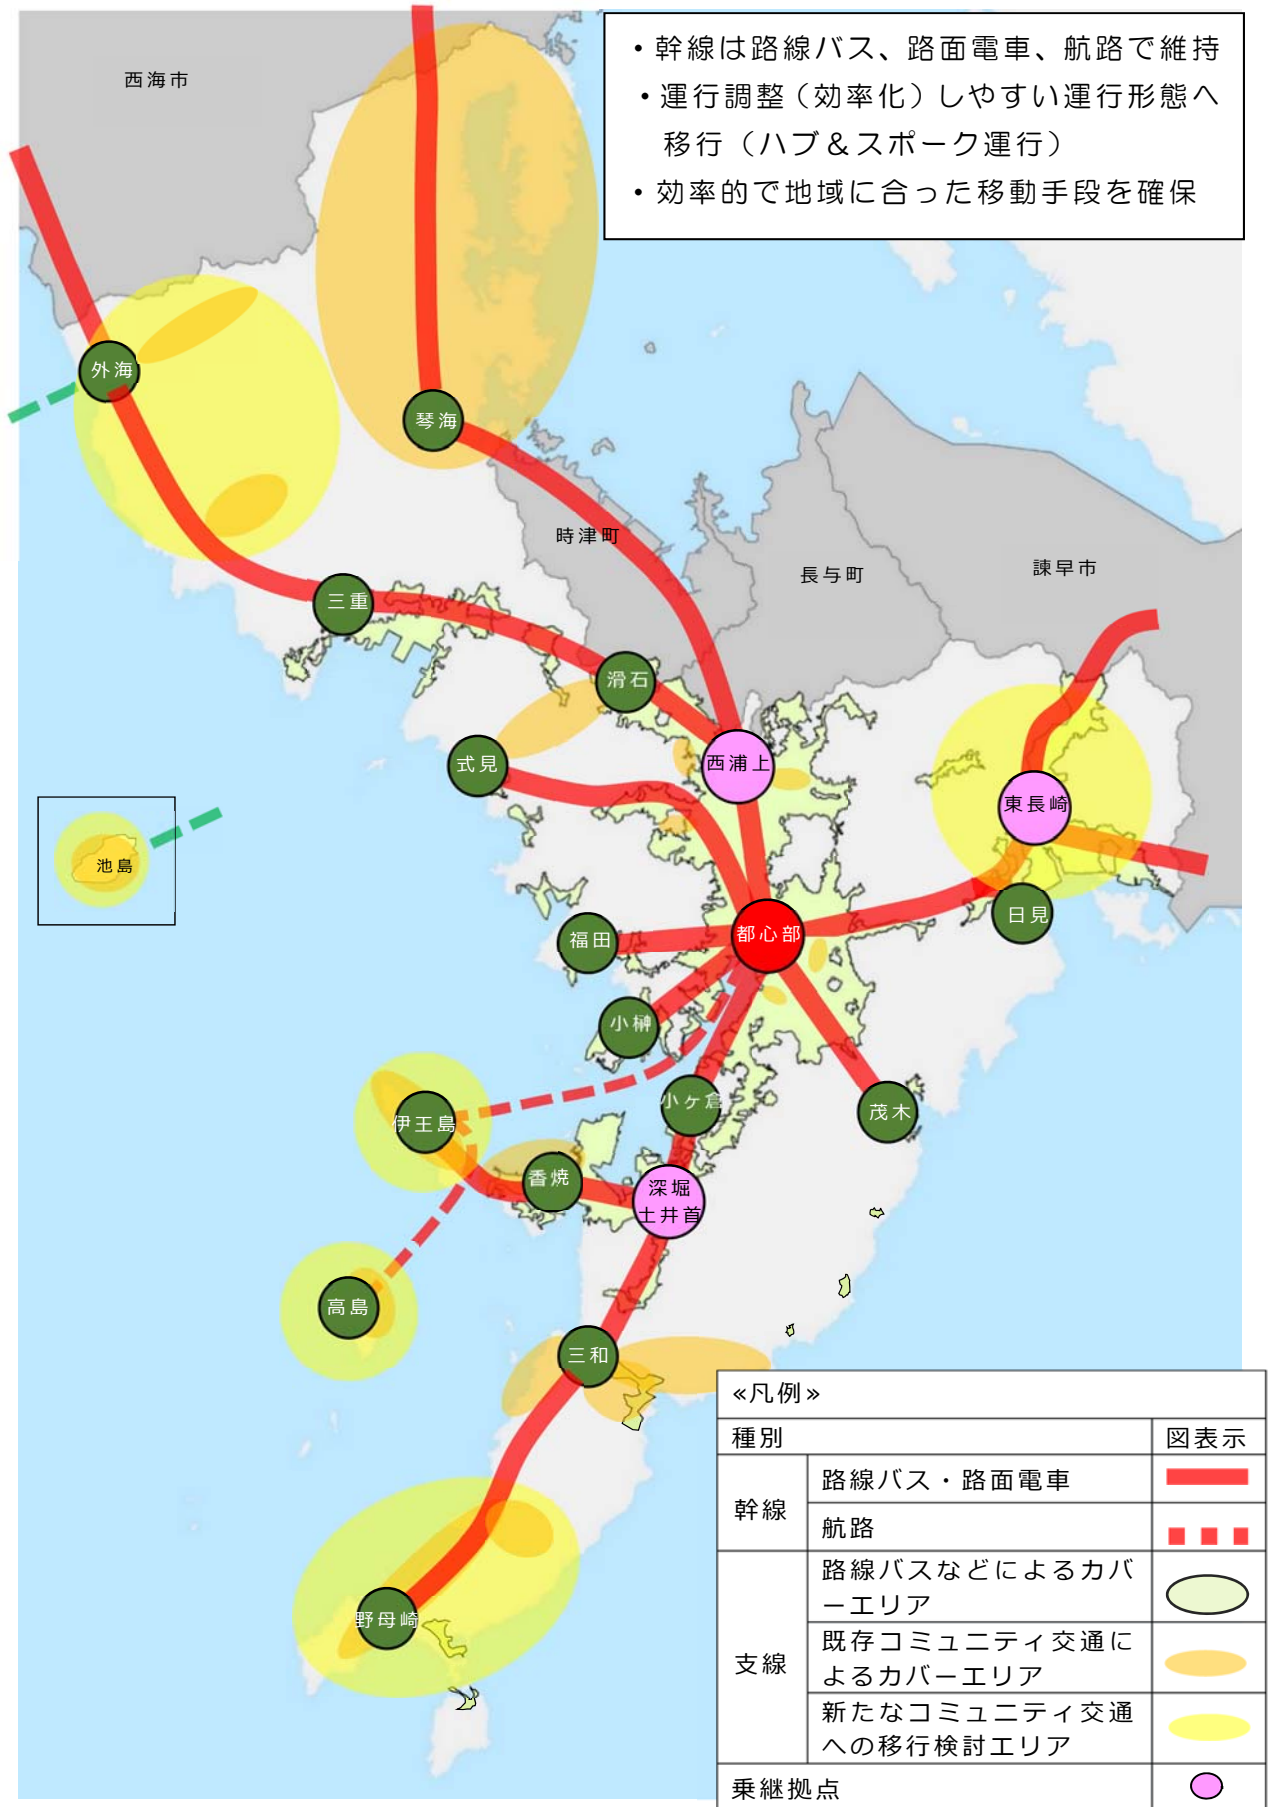 ・幹線は路線バス、路面電車、航路で維持
・運行調整（効率化）しやすい運行形態へ
移行（ハブ＆スポーク運行）
・効率的で地域に合った移動手段を確保
西海市
外海
琴海
時津町
長与町
諫早市
三重
滑石
西浦上
式見
東長崎
池島
日見
福田
都心部
小榊
小ヶ倉
茂木
伊王島
香焼
深堀
土井首
高島
三和
野母崎
«凡例»
種別
図表示
幹線
路線バス・路面電車
航路
支線
路線バスなどによるカバ
ーエリア
既存コミュニティ交通に
よるカバーエリア
新たなコミュニティ交通
への移行検討エリア
乗継拠点